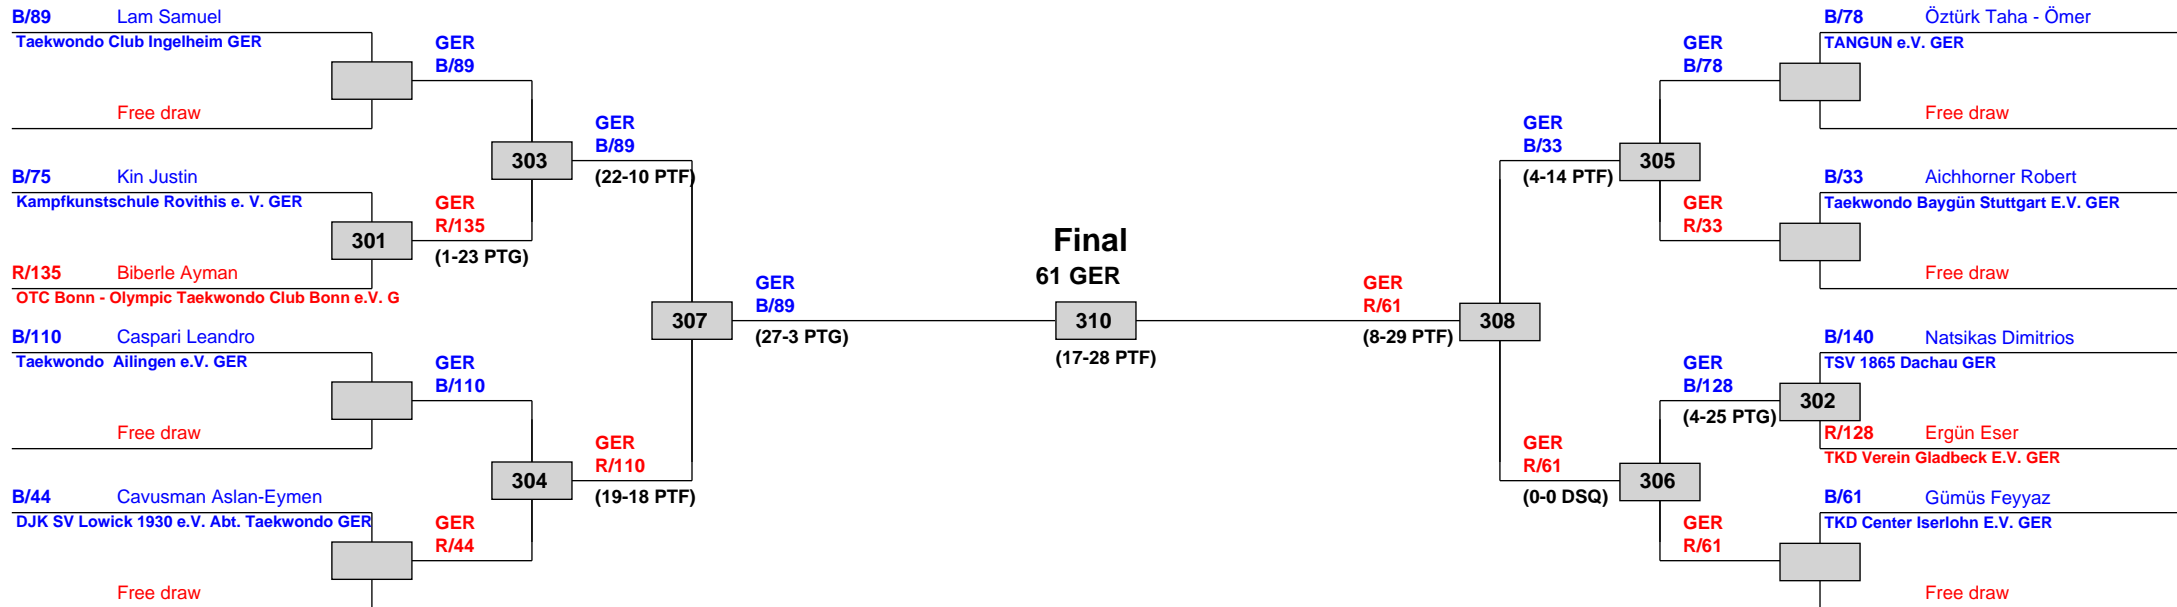 B/89 Lam Samuel
Taekwondo Club Ingelheim GER
Free draw
GER
B/89
B/75 Kin Justin
Kampfkunstschule Rovithis e. V. GER
301
R/135 Biberle Ayman
OTC Bonn - Olympic Taekwondo Club Bonn e.V. G
GER
R/135
(1-23 PTG)
303
GER
B/89
(22-10 PTF)
B/110 Caspari Leandro
Taekwondo Ailingen e.V. GER
Free draw
GER
B/110
B/44 Cavusman Aslan-Eymen
DJK SV Lowick 1930 e.V. Abt. Taekwondo GER
Free draw
GER
R/44
304
GER
R/110
(19-18 PTF)
307
GER
B/89
(27-3 PTG)
Final
61 GER
310
(17-28 PTF)
GER
R/61
(8-29 PTF)
308
GER
B/33
(4-14 PTF)
305
GER
B/78
B/78 Öztürk Taha - Ömer
TANGUN e.V. GER
Free draw
GER
R/33
B/33 Aichhorner Robert
Taekwondo Baygün Stuttgart E.V. GER
Free draw
GER
R/61
(0-0 DSQ)
306
GER
B/128
(4-25 PTG)
302
B/140 Natsikas Dimitrios
TSV 1865 Dachau GER
R/128 Ergün Eser
TKD Verein Gladbeck E.V. GER
GER
R/61
B/61 Gümüs Feyyaz
TKD Center Iserlohn E.V. GER
Free draw